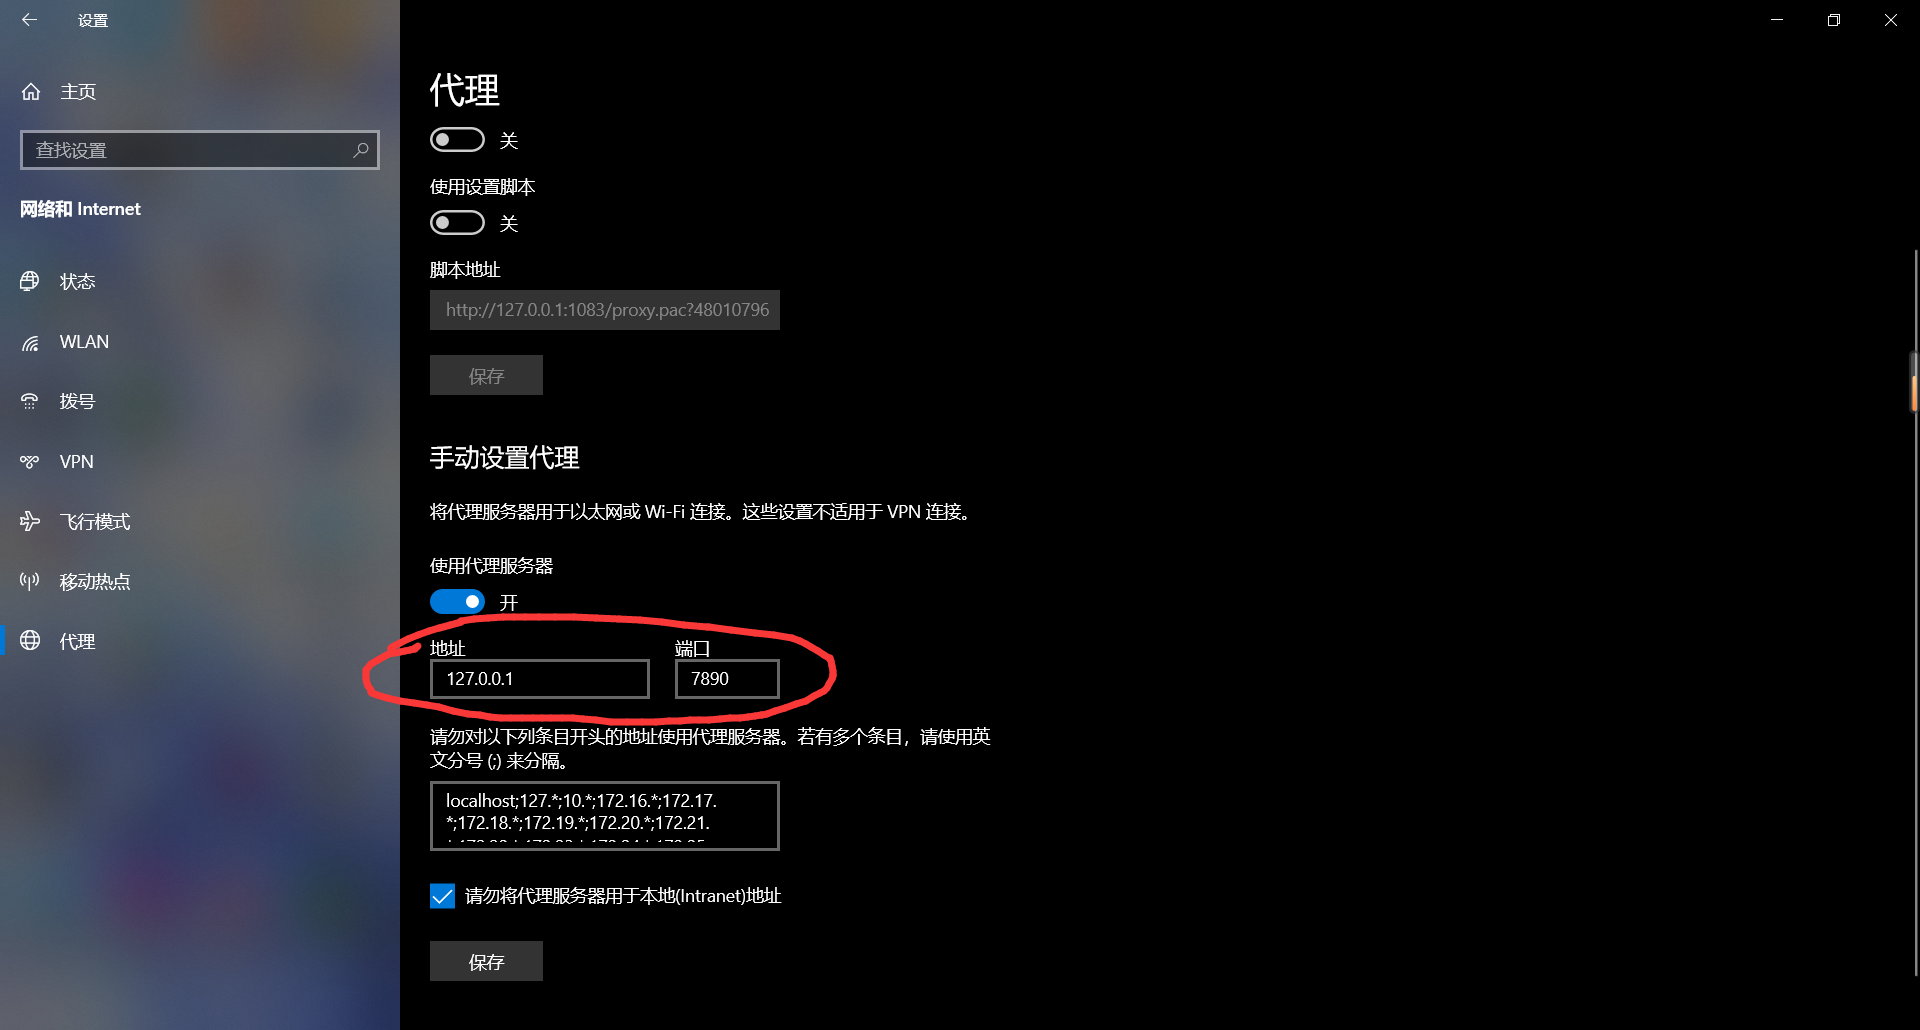 设置
主页
查找设置
网络和 Internet
状态
WLAN
拨号
VPN
飞行模式
移动热点
代理
代理
关
使用设置脚本
关
脚本地址
http://127.0.0.1:1083/proxy.pac?48010796
保存
手动设置代理
将代理服务器用于以太网或 Wi-Fi 连接。这些设置不适用于 VPN 连接。
使用代理服务器
开
地址 端口
127.0.0.1 7890
请勿对以下列条目开头的地址使用代理服务器。若有多个条目，请使用英
文分号 (;) 来分隔。
localhost;127.*;10.*;172.16.*;172.17.
*;172.18.*;172.19.*;172.20.*;172.21.
请勿将代理服务器用于本地(Intranet)地址
保存